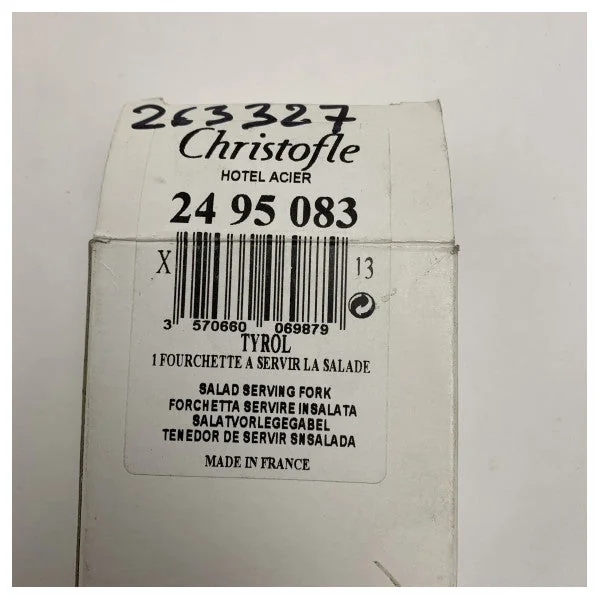 263327
Christofle
HOTEL ACIER
24 95 083
X 13
3 570660 069879
TYROL
1 FOURCHETTE A SERVIR LA SALADE
SALAD SERVING FORK
FORCHETTA SERVIRE INSALATA
SALATVORLEGEGABEL
TENEDOR DE SERVIR SNSALADA
MADE IN FRANCE